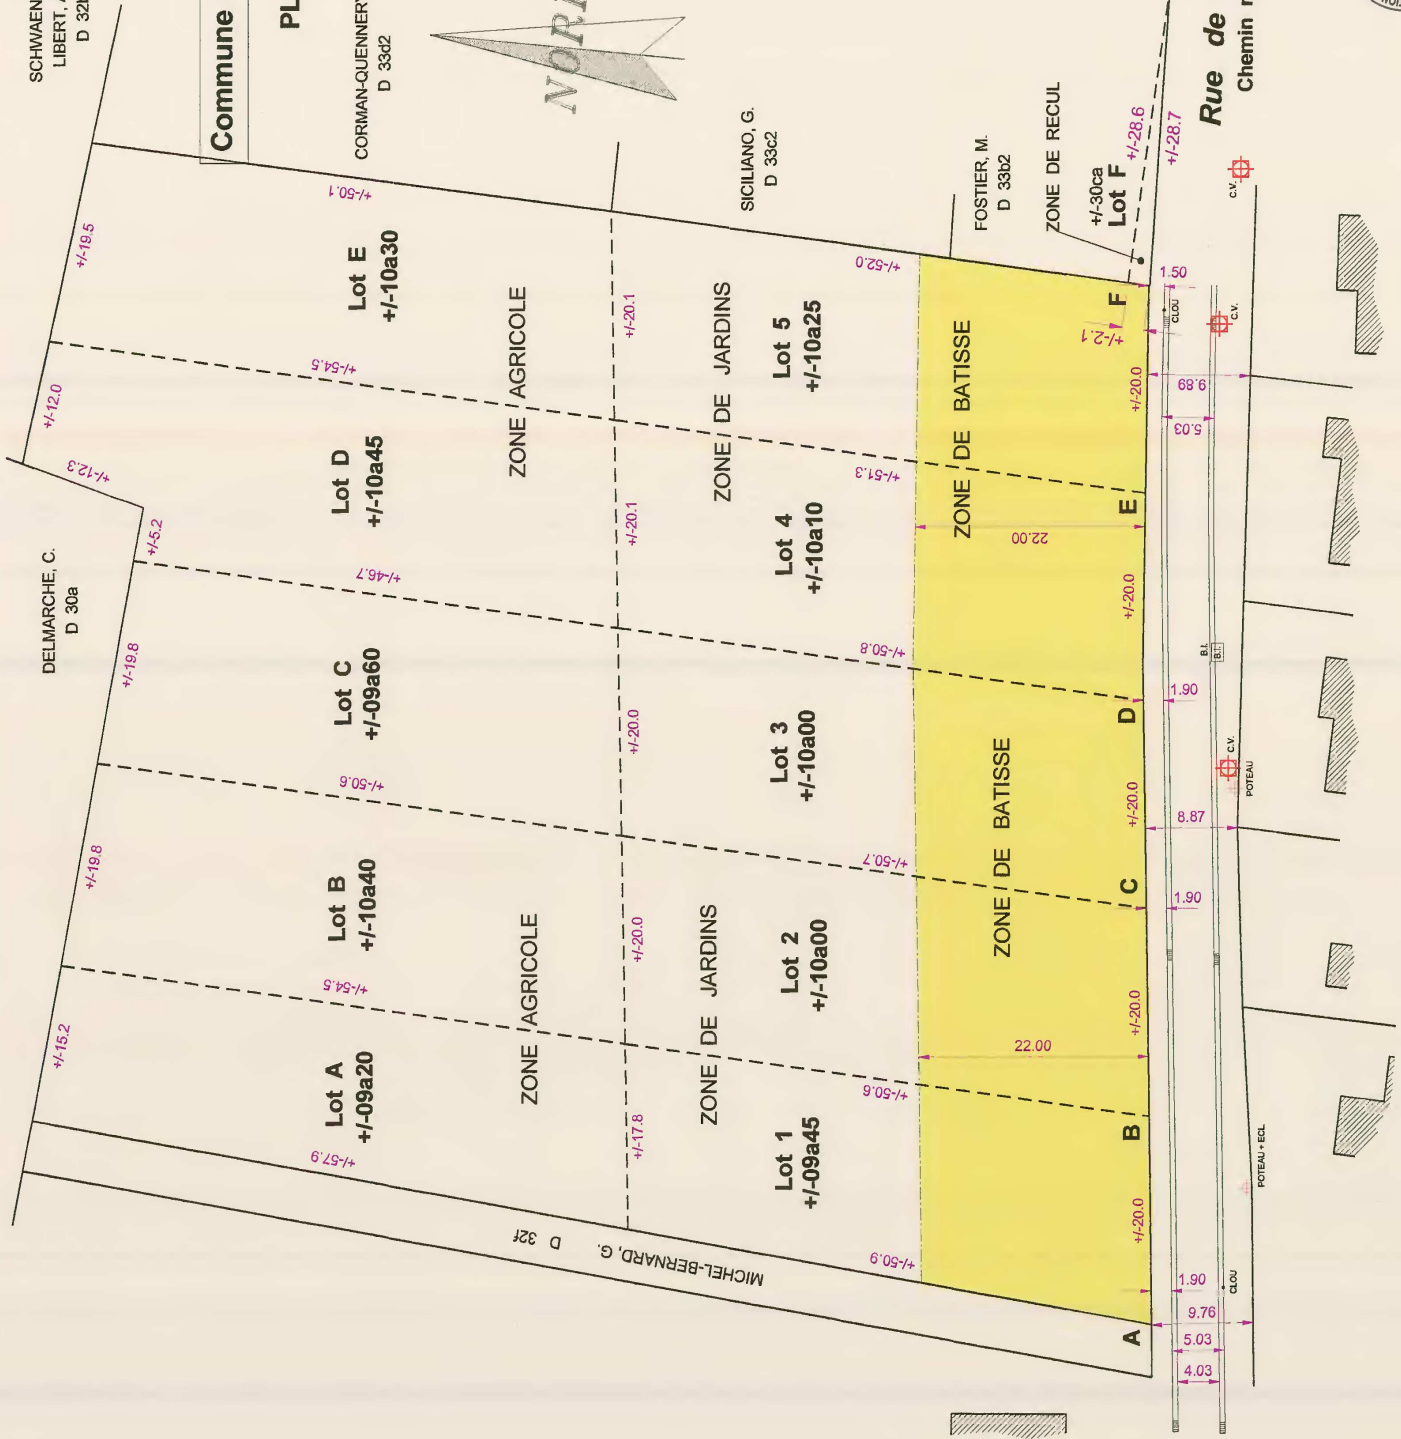 SCHWAEN
LIBERT, A
D 32
Commune
PL
CORMAN-QUENNERY
D 33d2
NOR
SICILIANO, G.
D 33c2
FOSTIER, M.
D 33b2
ZONE DE RECUL
+/-30ca
Lot F
+/-28.6
+/-28.7
Rue de
Chemin
C.V.
DELMARCHE, C.
D 30a
+/-19.5
+/-12.0
+/-12.3
+/-5.2
+/-19.8
+/-19.8
+/-15.2
+/-50.1
Lot E
+/-10a30
+/-54.5
Lot D
+/-10a45
+/-46.7
Lot C
+/-09a60
+/-50.6
Lot B
+/-10a40
+/-54.5
Lot A
+/-09a20
+/-57.9
ZONE AGRICOLE
ZONE AGRICOLE
+/-20.1
+/-20.1
+/-20.0
+/-20.0
+/-17.8
ZONE DE JARDINS
ZONE DE JARDINS
Lot 5
+/-10a25
Lot 4
+/-10a10
Lot 3
+/-10a00
Lot 2
+/-10a00
Lot 1
+/-09a45
+/-52.0
+/-51.3
+/-50.8
+/-50.7
+/-50.6
+/-50.9
MICHEL-BERNARD, G. D 32f
ZONE DE BATISSE
ZONE DE BATISSE
22.00
22.00
F
E
D
C
B
A
+/-2.1
+/-20.0
+/-20.0
+/-20.0
+/-20.0
+/-20.0
1.50
CLOU
C.V.
9.89
5.03
B.I.
B.I.
1.90
C.V.
POTEAU
8.87
1.90
POTEAU + ECL
1.90
CLOU
9.76
5.03
4.03